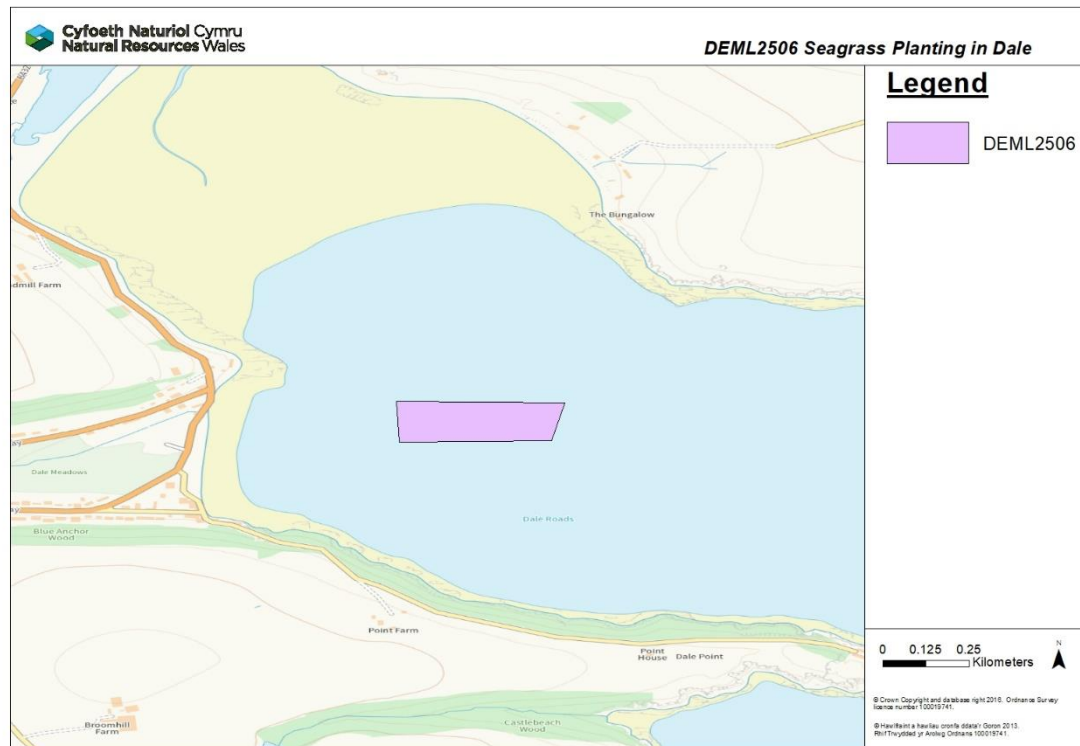 Cyfoeth Naturiol Cymru
Natural Resources Wales
DEML2506 Seagrass Planting in Dale
Legend
DEML2506
The Bungalow
Dale Meadows
Blue Anchor
Wood
Dale Roads
Point Farm
Point
House
Dale Point
Broomhill
Farm
Castlebeach
Wood
0 0.125 0.25
Kilometers
N
© Crown Copyright and database right 2016. Ordnance Survey
licence number 100019741.
© Hawlfraint a hawliau cronfa ddata'r Goron 2013.
Rhif Trwydded yr Arolwg Ordnans 100019741.